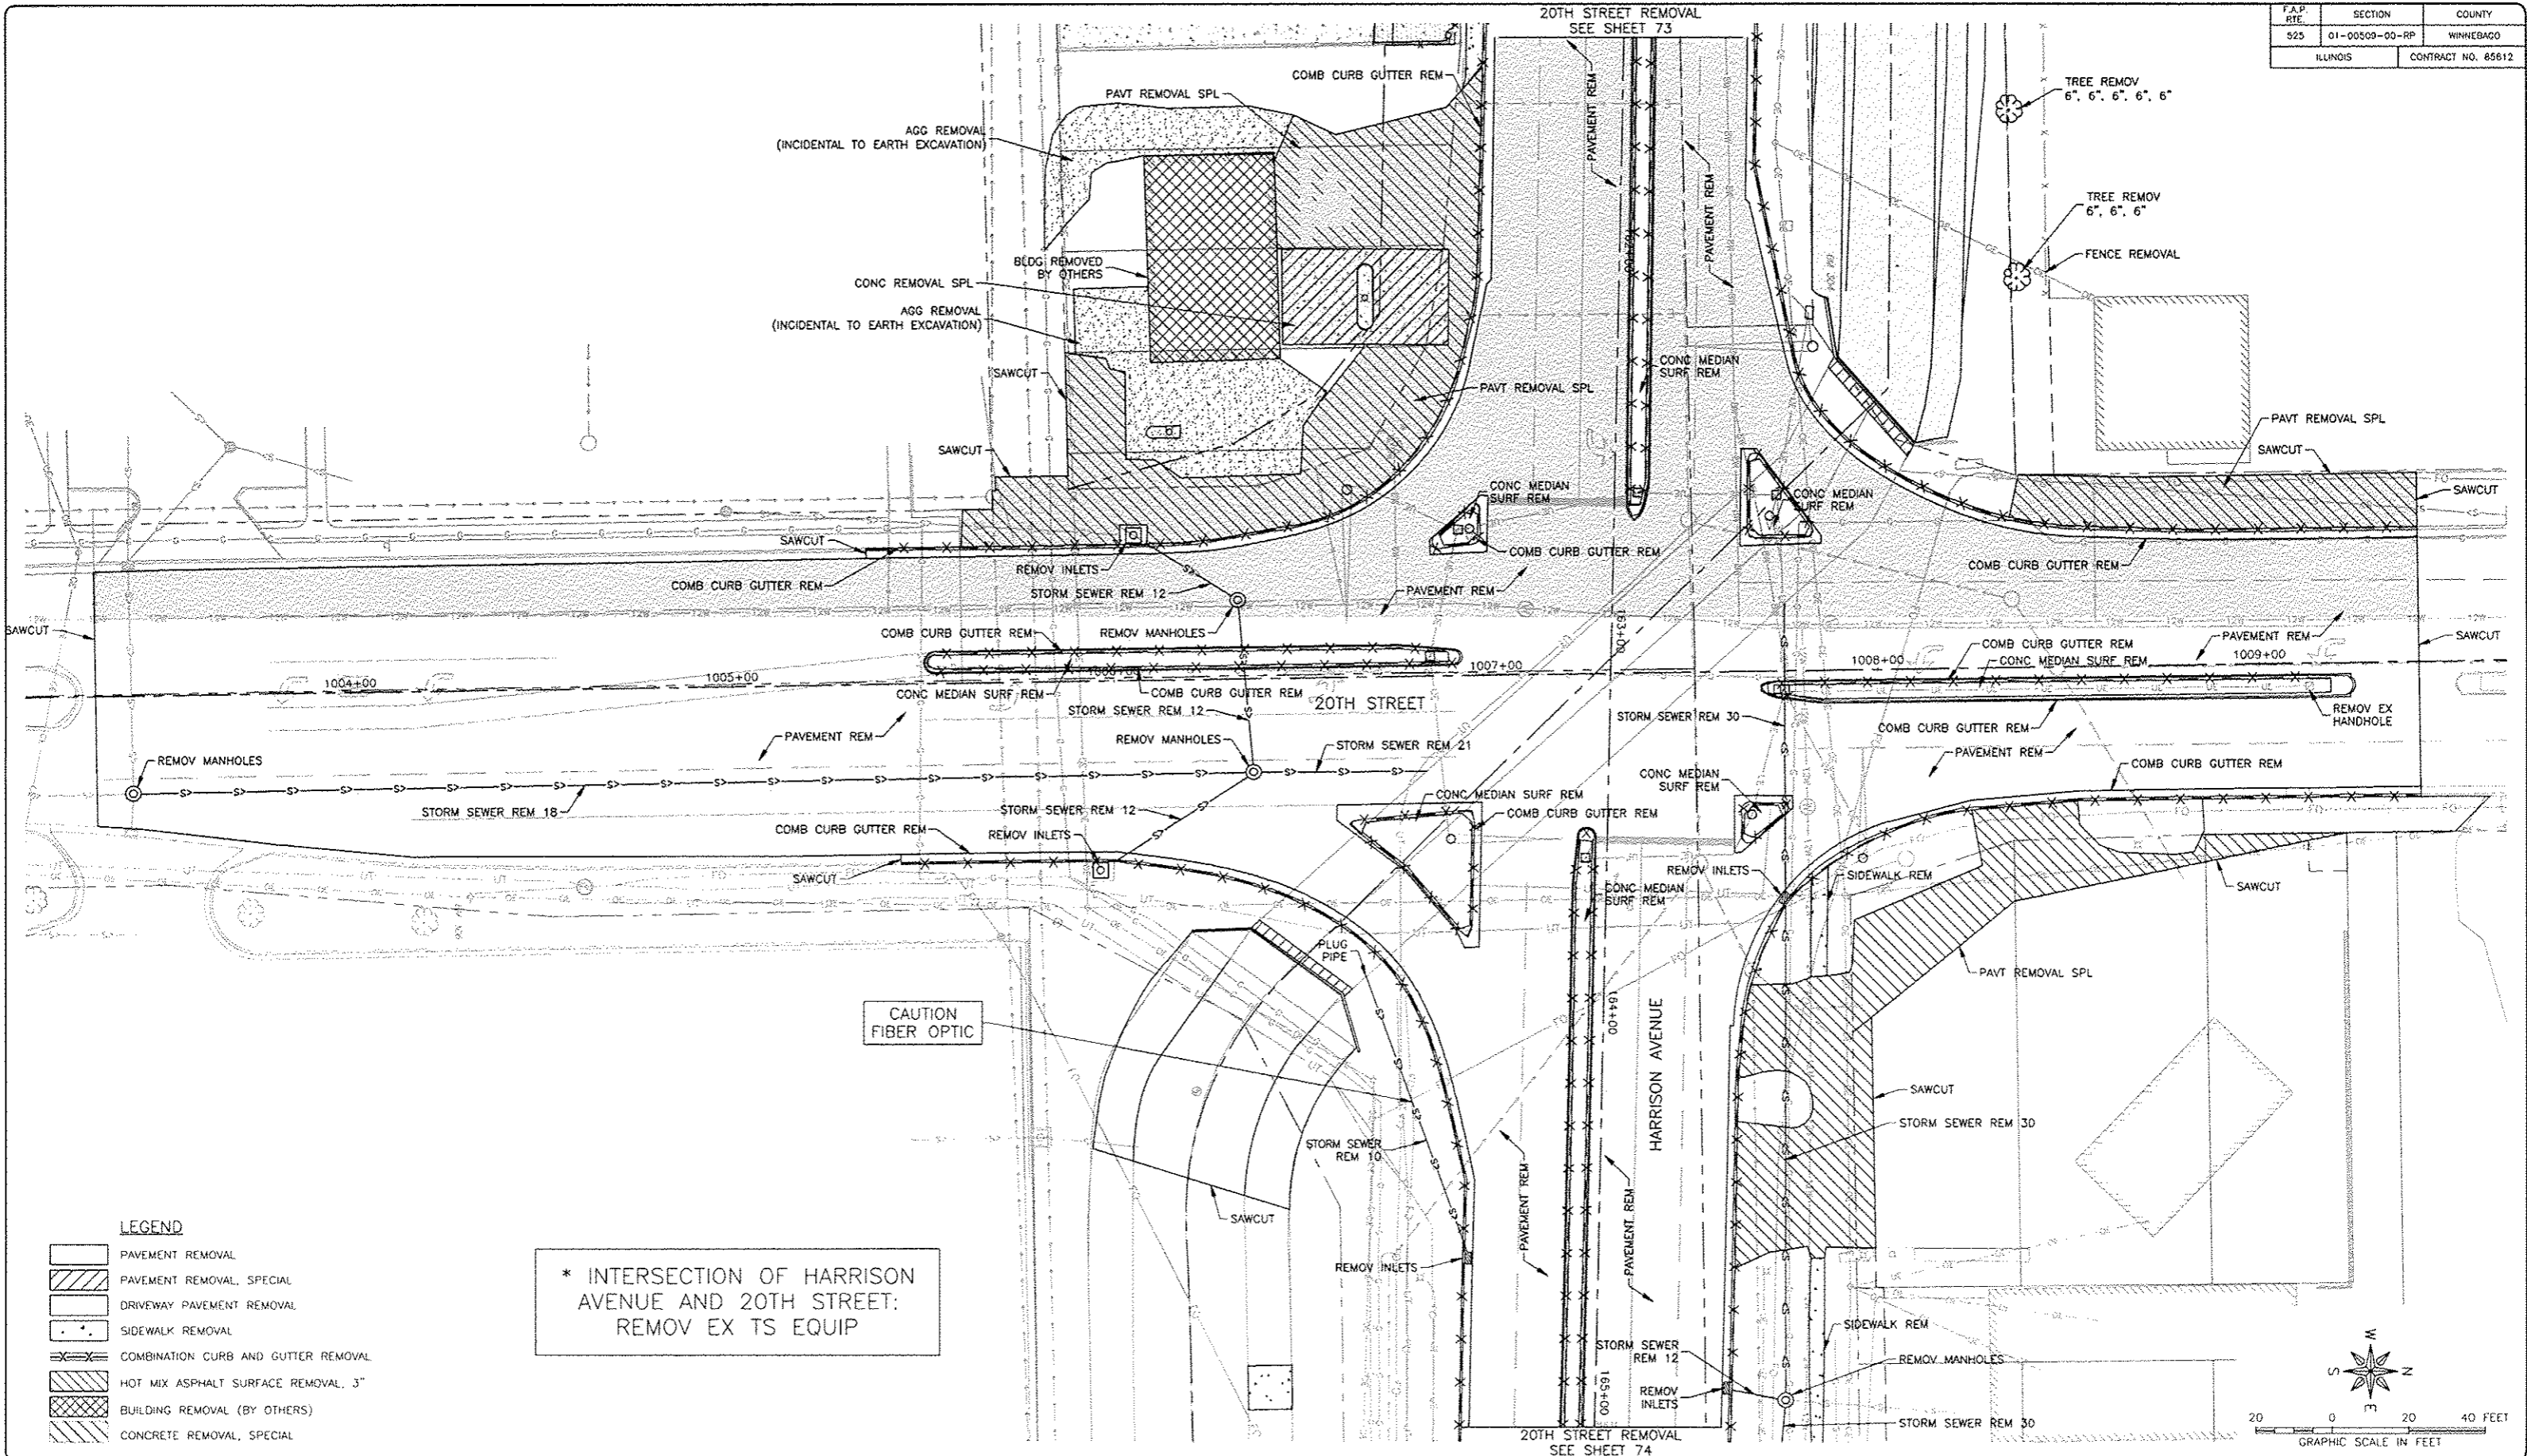 20TH STREET REMOVAL
SEE SHEET 73
F.A.P. RTE.
SECTION
COUNTY
525
01-00509-00-RP
WINNEBAGO
ILLINOIS
CONTRACT NO. 85612
COMB CURB GUTTER REM
PAVT REMOVAL SPL
AGG REMOVAL
(INCIDENTAL TO EARTH EXCAVATION)
PAVEMENT REM
PAVEMENT REM
TREE REMOV
6", 6", 6", 6", 6"
TREE REMOV
6", 6", 6"
FENCE REMOVAL
BLDG REMOVED
BY OTHERS
CONC REMOVAL SPL
AGG REMOVAL
(INCIDENTAL TO EARTH EXCAVATION)
SAWCUT
CONC MEDIAN
SURF REM
PAVT REMOVAL SPL
PAVT REMOVAL SPL
SAWCUT
SAWCUT
SAWCUT
CONC MEDIAN
SURF REM
CONC MEDIAN
SURF REM
SAWCUT
COMB CURB GUTTER REM
COMB CURB GUTTER REM
REMOV INLETS
COMB CURB GUTTER REM
STORM SEWER REM 12
PAVEMENT REM
SAWCUT
COMB CURB GUTTER REM
REMOV MANHOLES
163+00
COMB CURB GUTTER REM
PAVEMENT REM
SAWCUT
1004+00
1005+00
1007+00
1008+00
CONC MEDIAN SURF REM
1009+00
CONC MEDIAN SURF REM
COMB CURB GUTTER REM
20TH STREET
STORM SEWER REM 12
STORM SEWER REM 30
COMB CURB GUTTER REM
REMOV EX
HANDHOLE
PAVEMENT REM
REMOV MANHOLES
STORM SEWER REM 21
PAVEMENT REM
REMOV MANHOLES
CONC MEDIAN
SURF REM
COMB CURB GUTTER REM
STORM SEWER REM 18
STORM SEWER REM 12
CONC MEDIAN SURF REM
COMB CURB GUTTER REM
COMB CURB GUTTER REM
REMOV INLETS
SAWCUT
REMOV INLETS
SIDEWALK REM
SAWCUT
CONC MEDIAN
SURF REM
PLUG
PIPE
PAVT REMOVAL SPL
CAUTION
FIBER OPTIC
164+00
HARRISON AVENUE
SAWCUT
STORM SEWER REM 30
STORM SEWER
REM 10
PAVEMENT REM
PAVEMENT REM
SAWCUT
REMOV INLETS
SIDEWALK REM
STORM SEWER
REM 12
REMOV MANHOLES
REMOV
INLETS
165+00
STORM SEWER REM 30
20TH STREET REMOVAL
SEE SHEET 74
LEGEND
PAVEMENT REMOVAL
PAVEMENT REMOVAL, SPECIAL
DRIVEWAY PAVEMENT REMOVAL
SIDEWALK REMOVAL
COMBINATION CURB AND GUTTER REMOVAL
HOT MIX ASPHALT SURFACE REMOVAL, 3"
BUILDING REMOVAL (BY OTHERS)
CONCRETE REMOVAL, SPECIAL
* INTERSECTION OF HARRISON
AVENUE AND 20TH STREET:
REMOV EX TS EQUIP
W
S
N
E
20 0 20 40 FEET
GRAPHIC SCALE IN FEET